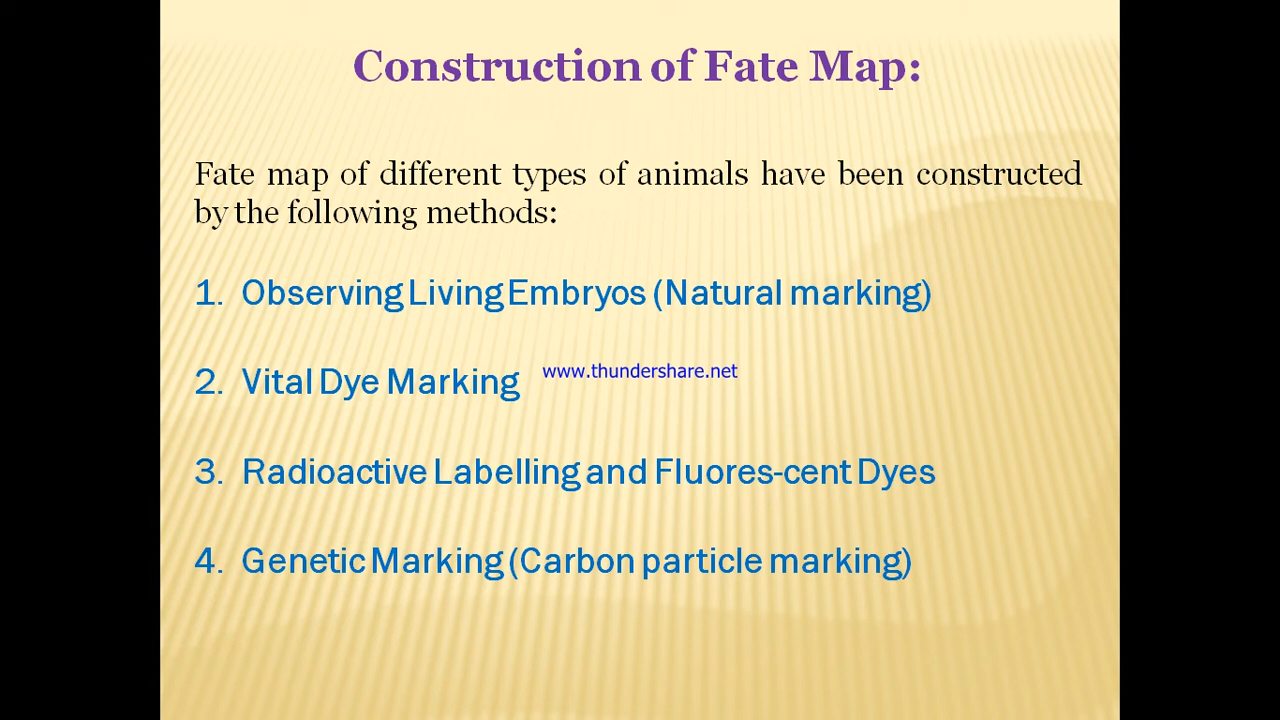 Construction of Fate Map:
Fate map of different types of animals have been constructed
by the following methods:
1. Observing Living Embryos (Natural marking)
2. Vital Dye Marking
www.thundershare.net
3. Radioactive Labelling and Fluores-cent Dyes
4. Genetic Marking (Carbon particle marking)